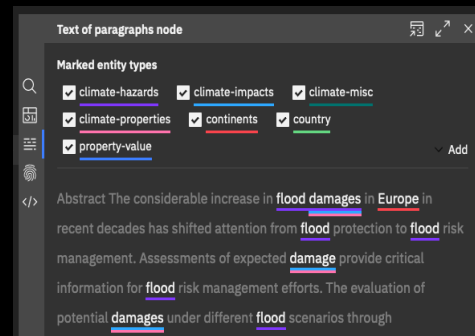 Text of paragraphs node
Marked entity types
climate-hazards climate-impacts climate-misc
climate-properties continents country
property-value
Add
Abstract The considerable increase in flood damages in Europe in
recent decades has shifted attention from flood protection to flood risk
management. Assessments of expected damage provide critical
information for flood risk management efforts. The evaluation of
potential damages under different flood scenarios through